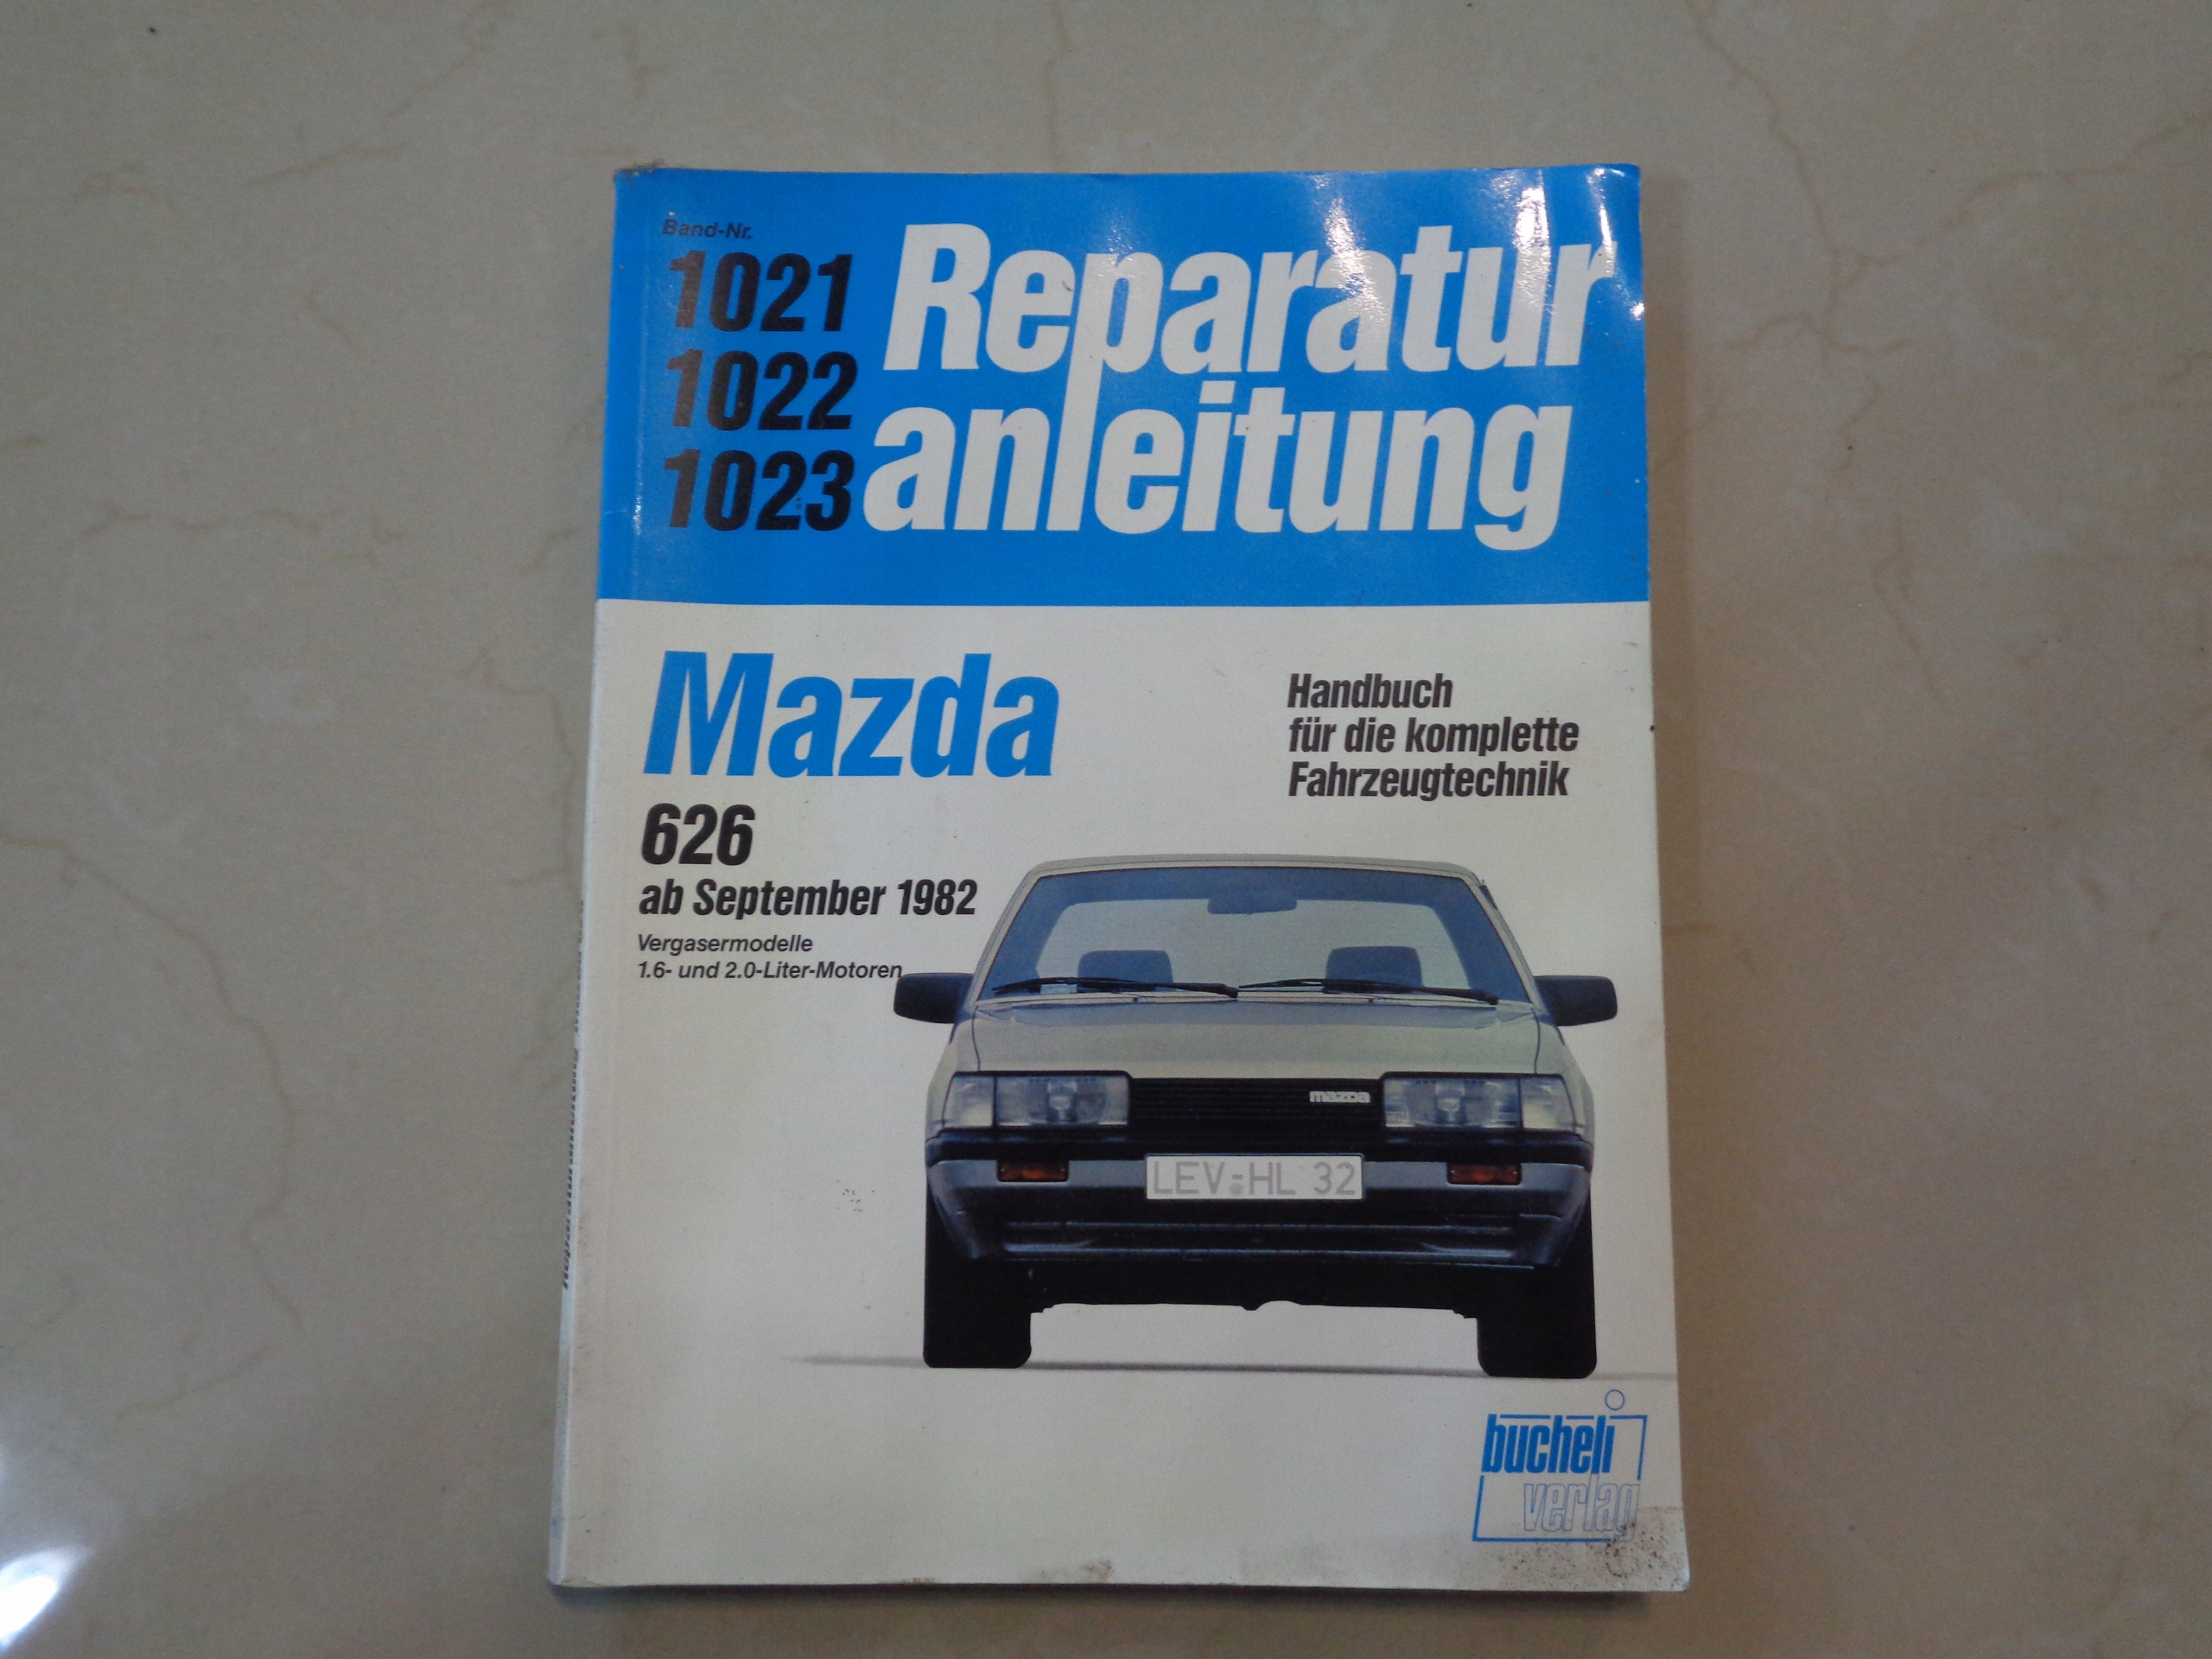 Band-Nr.
1021
1022
1023
Reparatur
anleitung
Mazda
626
ab September 1982
Vergasermodelle
1.6- und 2.0-Liter-Motoren
Handbuch
für die komplette
Fahrzeugtechnik
mazda
LEV-HL 32
bucheli
verlag
Reparaturanleitung